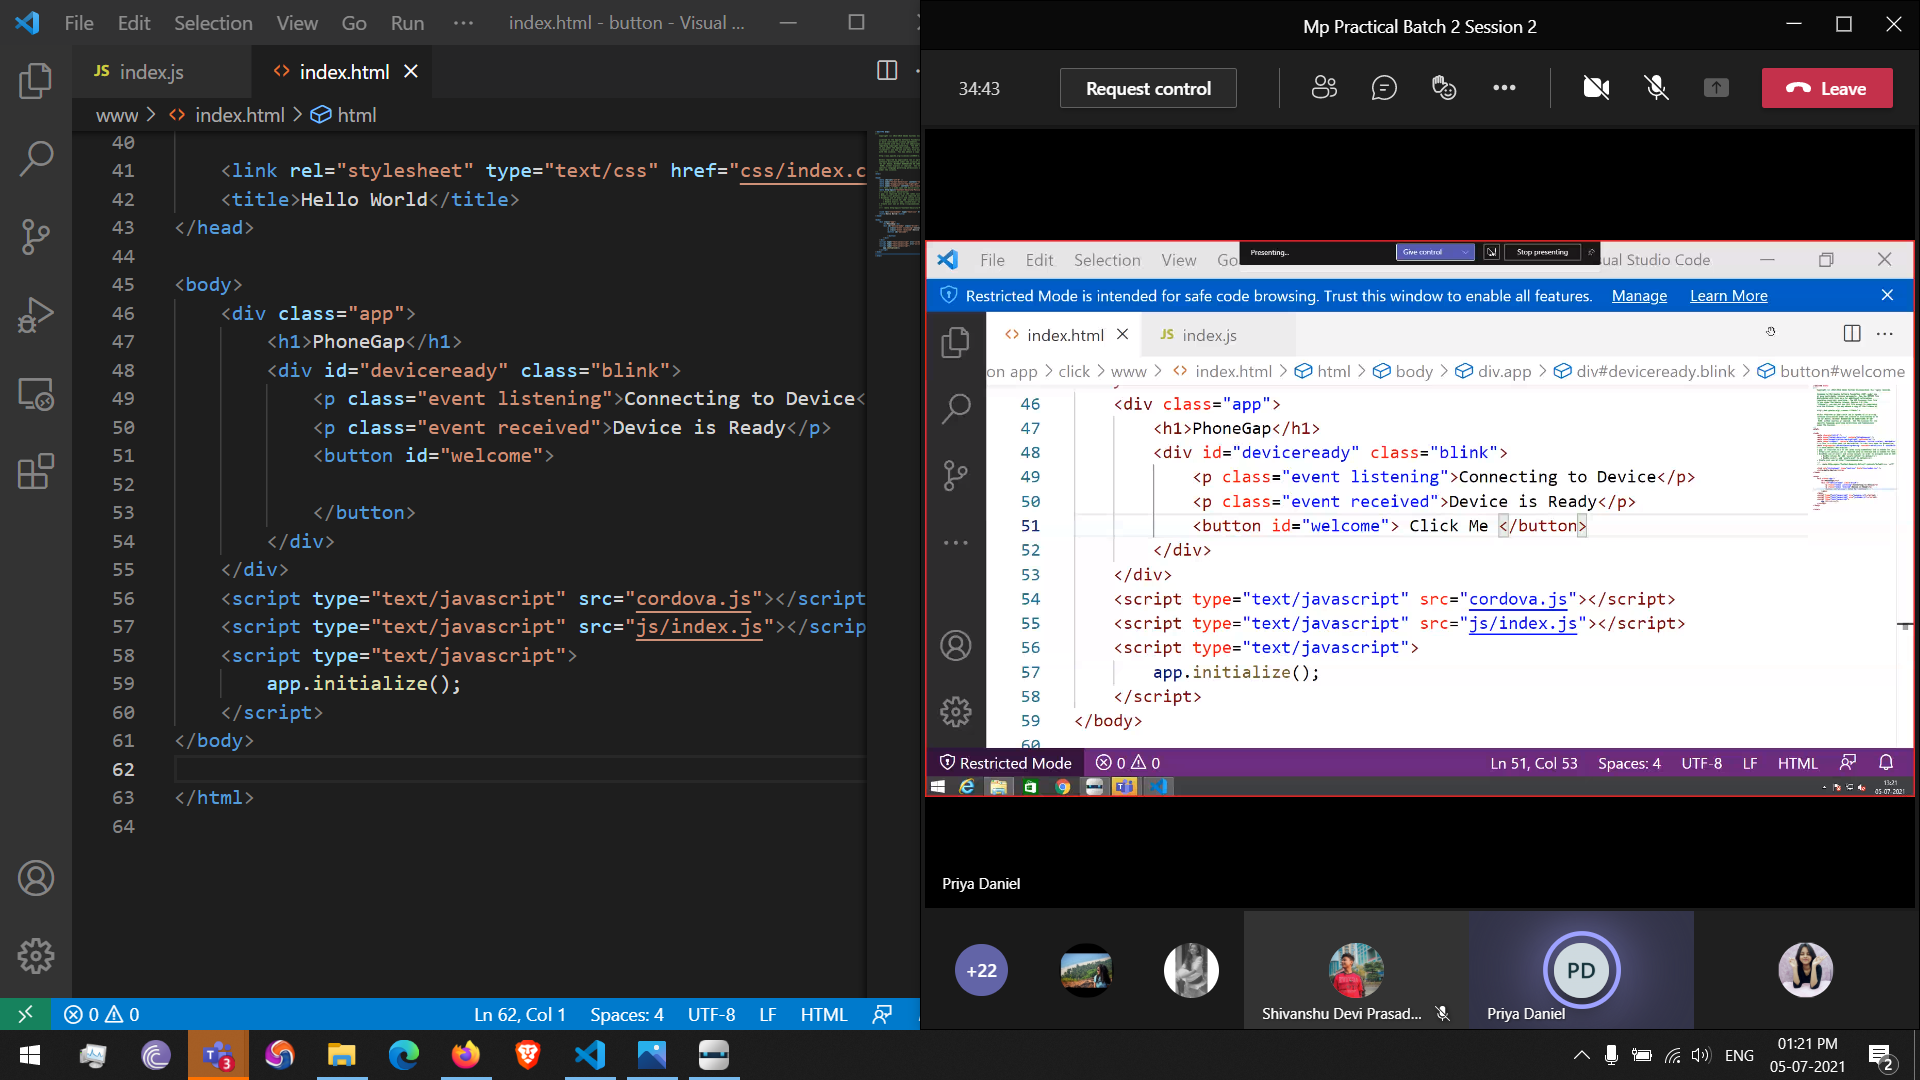 File Edit Selection View Go Run ··· index.html - button - Visual ...
JS index.js <> index.html
www > <> index.html > html
40
41 <link rel="stylesheet" type="text/css" href="css/index.c
42 <title>Hello World</title>
43 </head>
44
45 <body>
46 <div class="app">
47 <h1>PhoneGap</h1>
48 <div id="deviceready" class="blink">
49 <p class="event listening">Connecting to Device<
50 <p class="event received">Device is Ready</p>
51 <button id="welcome">
52
53 </button>
54 </div>
55 </div>
56 <script type="text/javascript" src="cordova.js"></script
57 <script type="text/javascript" src="js/index.js"></scrip
58 <script type="text/javascript">
59 app.initialize();
60 </script>
61 </body>
62
63 </html>
64
0 0 Ln 62, Col 1 Spaces: 4 UTF-8 LF HTML
Mp Practical Batch 2 Session 2
34:43 Request control Leave
File Edit Selection View Go Presenting... Give control Stop presenting sual Studio Code
Restricted Mode is intended for safe code browsing. Trust this window to enable all features. Manage Learn More
<> index.html JS index.js
on app > click > www > <> index.html > html > body > div.app > div#deviceready.blink > button#welcome
46 <div class="app">
47 <h1>PhoneGap</h1>
48 <div id="deviceready" class="blink">
49 <p class="event listening">Connecting to Device</p>
50 <p class="event received">Device is Ready</p>
51 <button id="welcome"> Click Me </button>
52 </div>
53 </div>
54 <script type="text/javascript" src="cordova.js"></script>
55 <script type="text/javascript" src="js/index.js"></script>
56 <script type="text/javascript">
57 app.initialize();
58 </script>
59 </body>
60
Restricted Mode 0 0 Ln 51, Col 53 Spaces: 4 UTF-8 LF HTML
13:21
05-07-2021
Priya Daniel
+22 PD
Shivanshu Devi Prasad... Priya Daniel
3 ENG 01:21 PM
05-07-2021 2